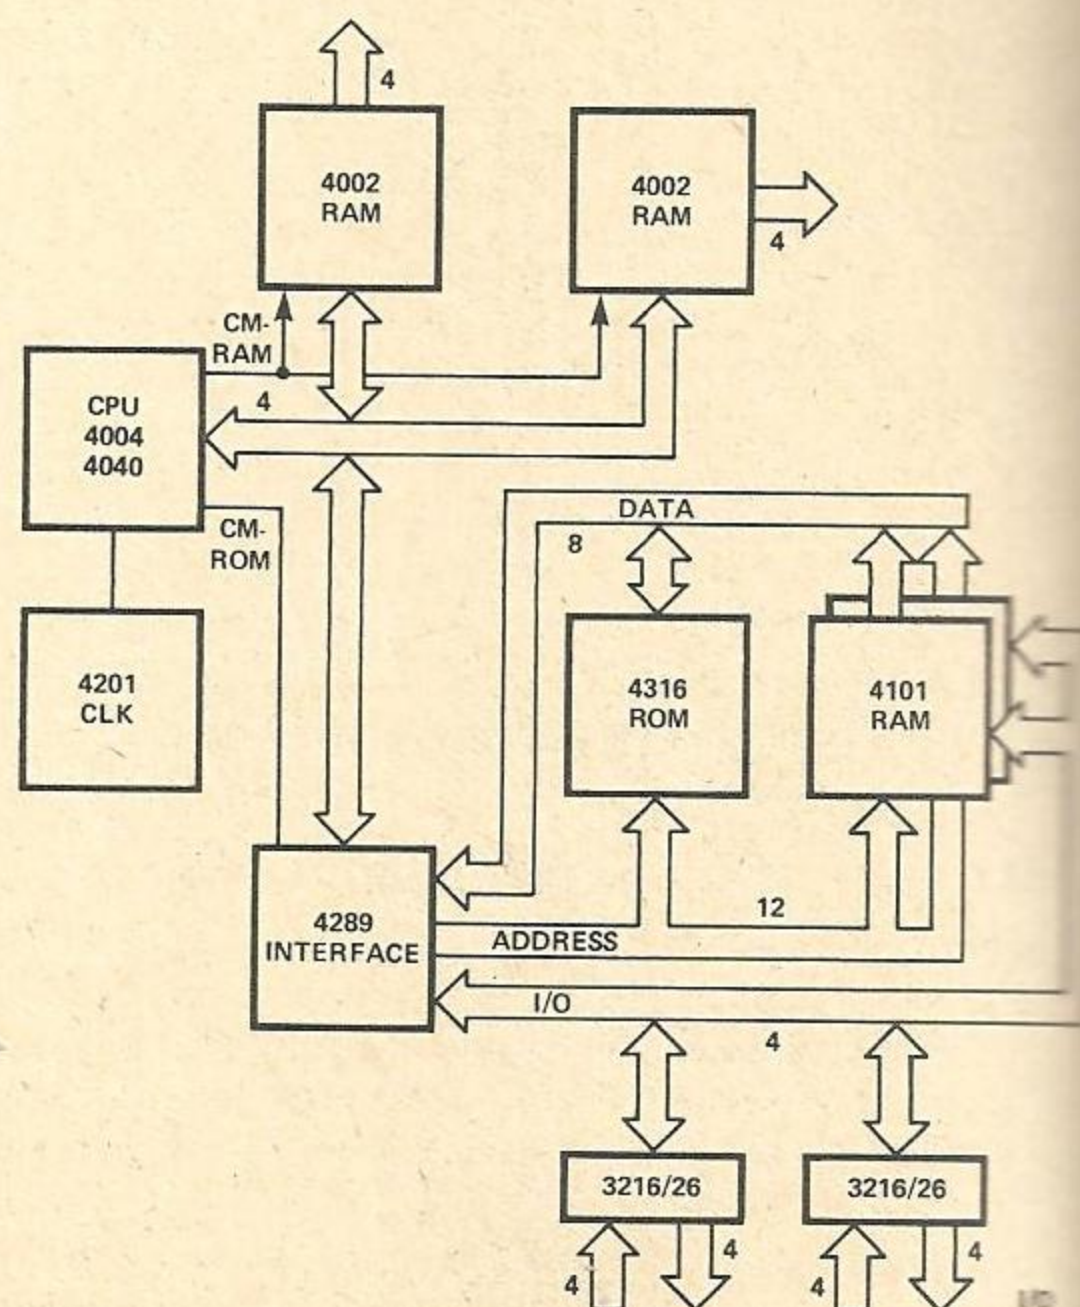 4
4002
RAM
4002
RAM
4
CM-
RAM
4
CPU
4004
4040
CM-
ROM
DATA
8
4201
CLK
4316
ROM
4101
RAM
12
4289
INTERFACE
ADDRESS
I/O
4
3216/26
3216/26
4
4
4
4